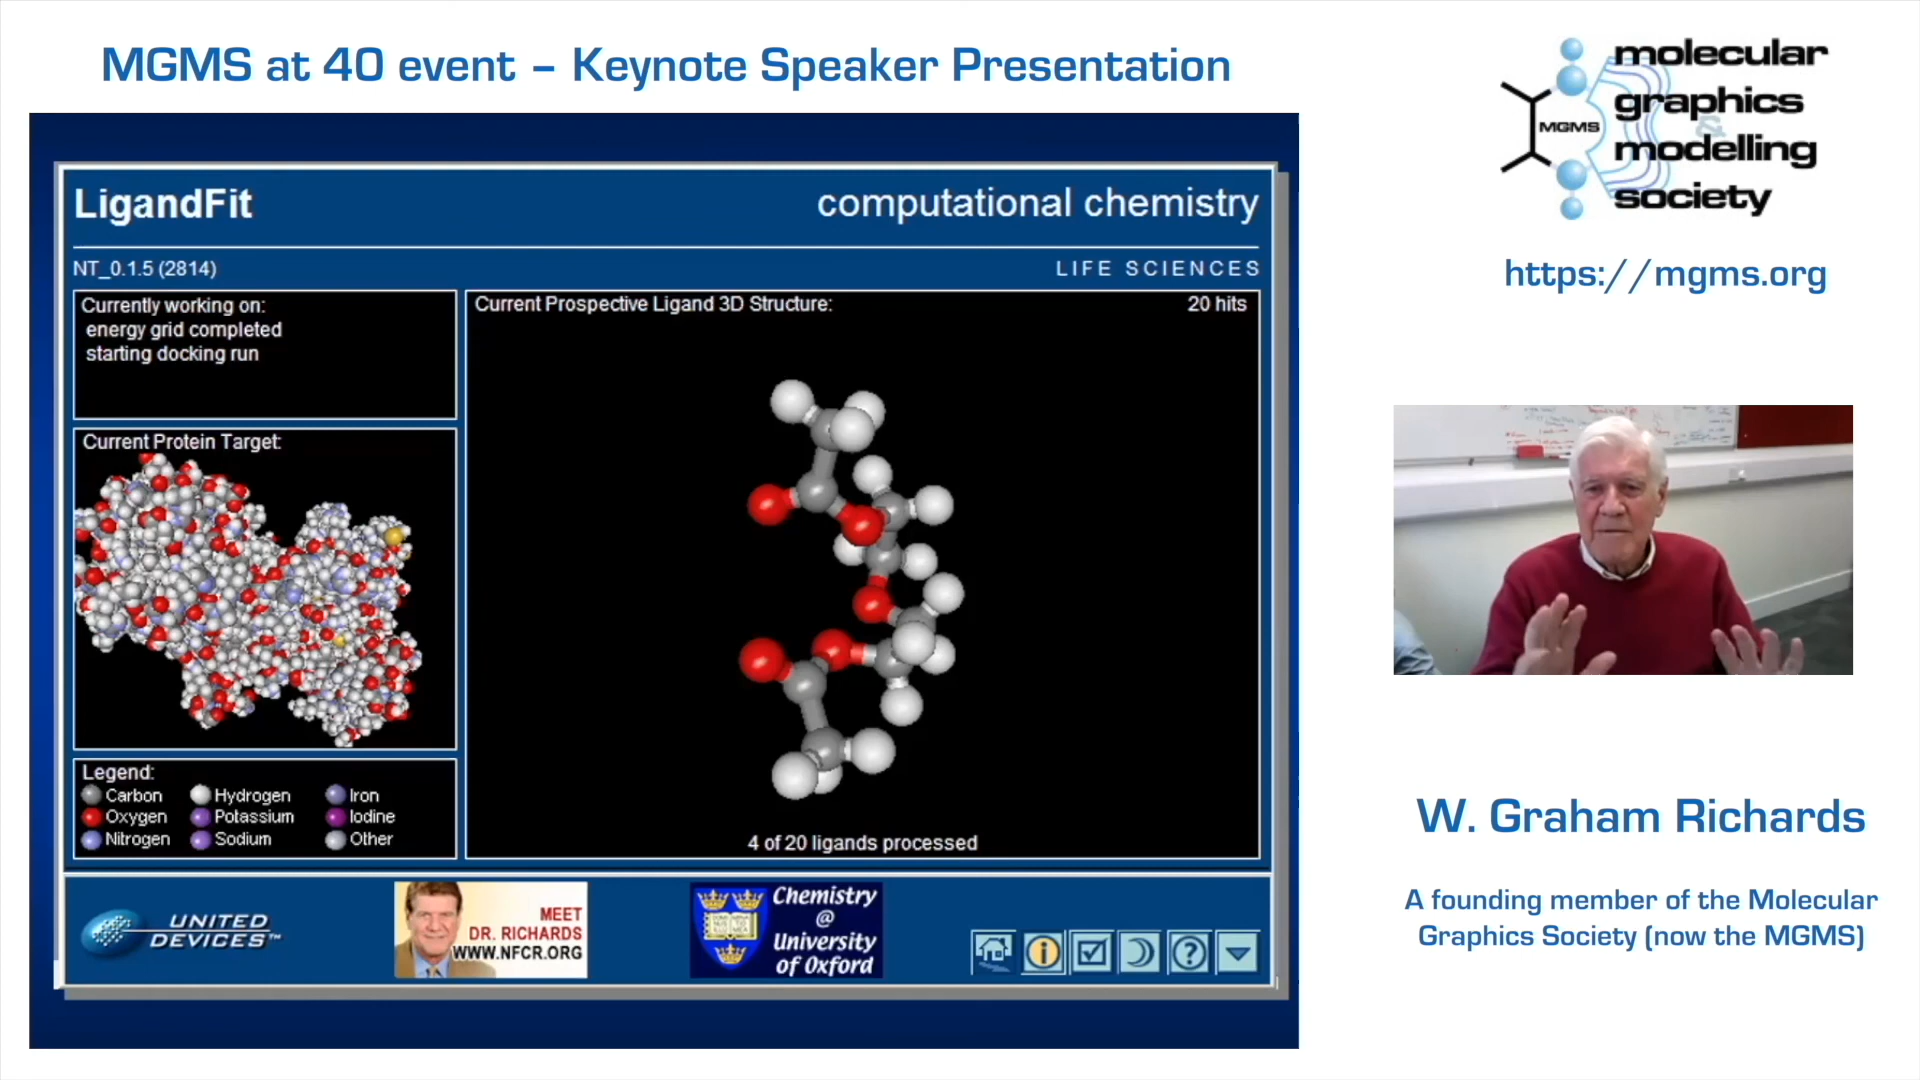 MGMS at 40 event – Keynote Speaker Presentation
LigandFit
computational chemistry
NT_0.1.5 (2814)
LIFE SCIENCES
Currently working on:
energy grid completed
starting docking run
Current Prospective Ligand 3D Structure:
20 hits
Current Protein Target:
Legend:
Carbon Hydrogen Iron
Oxygen Potassium Iodine
Nitrogen Sodium Other
4 of 20 ligands processed
UNITED
DEVICES™
MEET
DR. RICHARDS
WWW.NFCR.ORG
Chemistry
@
University
of Oxford
MGMS
molecular
graphics
&
modelling
society
https://mgms.org
W. Graham Richards
A founding member of the Molecular
Graphics Society (now the MGMS)